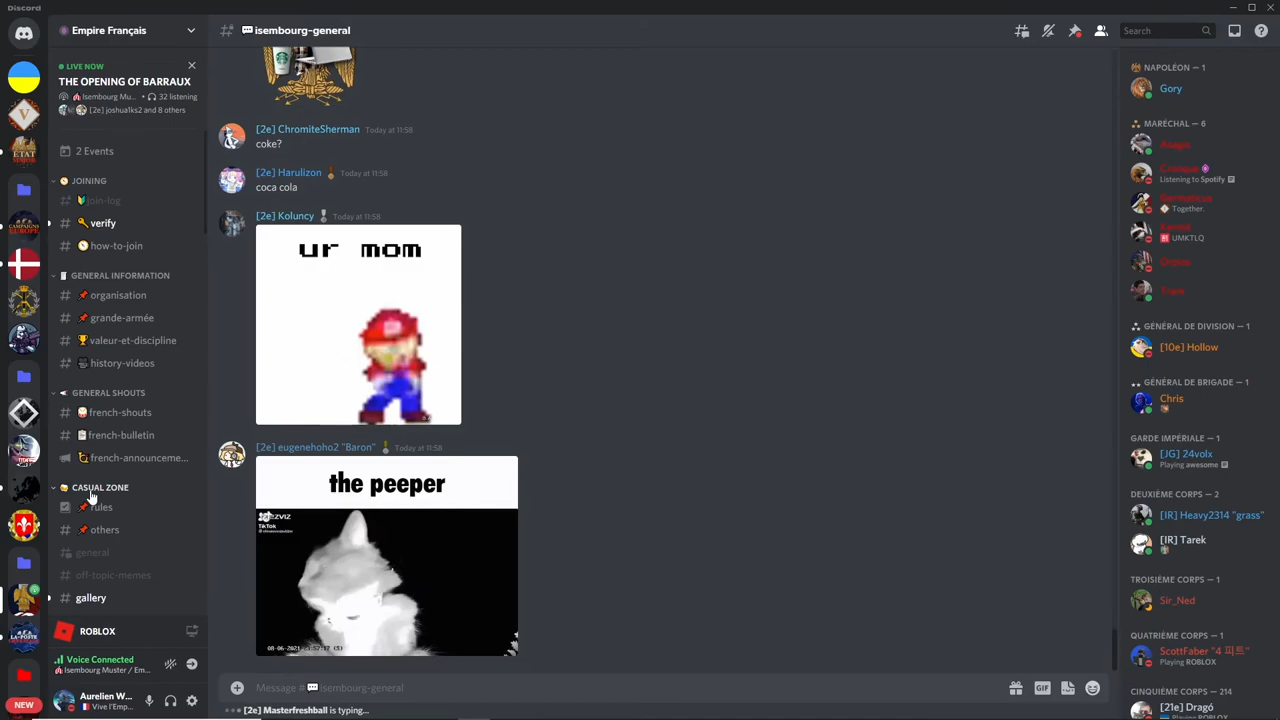 Discord
Empire Français
isembourg-general
Search
LIVE NOW
THE OPENING OF BARRAUX
Isembourg Mu... • 32 listening
[2e] joshua1ks2 and 8 others
2 Events
JOINING
join-log
verify
how-to-join
GENERAL INFORMATION
organisation
grande-armée
valeur-et-discipline
history-videos
GENERAL SHOUTS
french-shouts
french-bulletin
french-announceme...
CASUAL ZONE
rules
others
general
off-topic-memes
gallery
ROBLOX
Voice Connected
Isembourg Muster / Em...
Aurelien W...
Vive l'Emp...
NEW
[2e] ChromiteSherman Today at 11:58
coke?
[2e] Harulizon Today at 11:58
coca cola
[2e] Koluncy Today at 11:58
ur mom
[2e] eugenehoho2 "Baron" Today at 11:58
the peeper
EZVIZ
TikTok
Message # isembourg-general
GIF
[2e] Masterfreshball is typing...
NAPOLÉON — 1
Gory
MARÉCHAL — 6
Listening to Spotify
Together.
UMKTLQ
GÉNÉRAL DE DIVISION — 1
[10e] Hollow
GÉNÉRAL DE BRIGADE — 1
Chris
GARDE IMPÉRIALE — 1
[JG] 24volx
Playing awesome
DEUXIÈME CORPS — 2
[IR] Heavy2314 "grass"
[IR] Tarek
TROISIÈME CORPS — 1
Sir_Ned
QUATRIÈME CORPS — 1
ScottFaber "4 피트"
Playing ROBLOX
CINQUIÈME CORPS — 214
[21e] Dragó